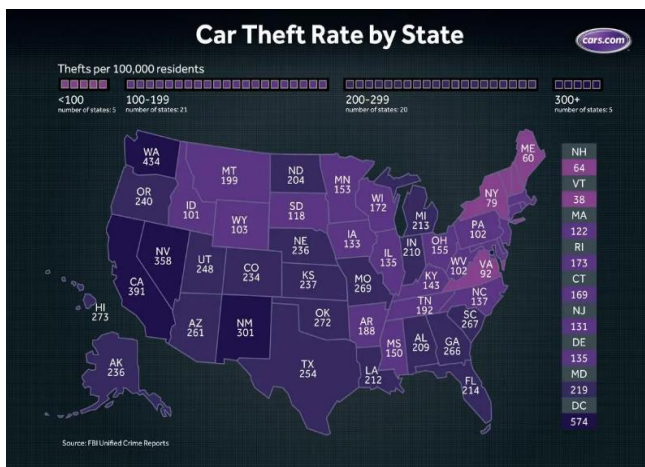 Car Theft Rate by State
cars.com
Thefts per 100,000 residents
<100
number of states: 5
100-199
number of states: 21
200-299
number of states: 20
300+
number of states: 5
WA
434
OR
240
CA
391
NV
358
ID
101
MT
199
WY
103
UT
248
CO
234
AZ
261
NM
301
ND
204
SD
118
NE
236
KS
237
OK
272
TX
254
MN
153
IA
133
MO
269
AR
188
LA
212
WI
172
IL
135
MI
213
IN
210
OH
155
KY
143
TN
192
MS
150
AL
209
GA
266
FL
214
SC
267
NC
137
VA
92
WV
102
PA
102
NY
79
ME
60
HI
273
AK
236
NH
64
VT
38
MA
122
RI
173
CT
169
NJ
131
DE
135
MD
219
DC
574
Source: FBI Unified Crime Reports